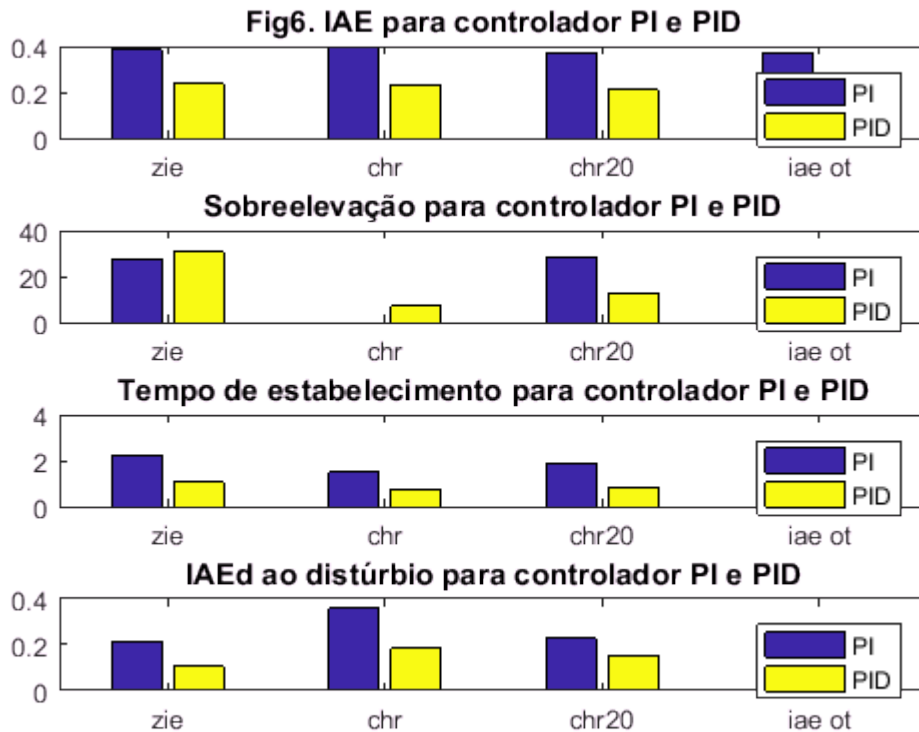 Fig6. IAE para controlador PI e PID
0.4
0.2
0
zie chr chr20 iae ot
PI
PID
Sobreelevação para controlador PI e PID
40
20
0
zie chr chr20 iae ot
PI
PID
Tempo de estabelecimento para controlador PI e PID
4
2
0
zie chr chr20 iae ot
PI
PID
IAEd ao distúrbio para controlador PI e PID
0.4
0.2
0
zie chr chr20 iae ot
PI
PID